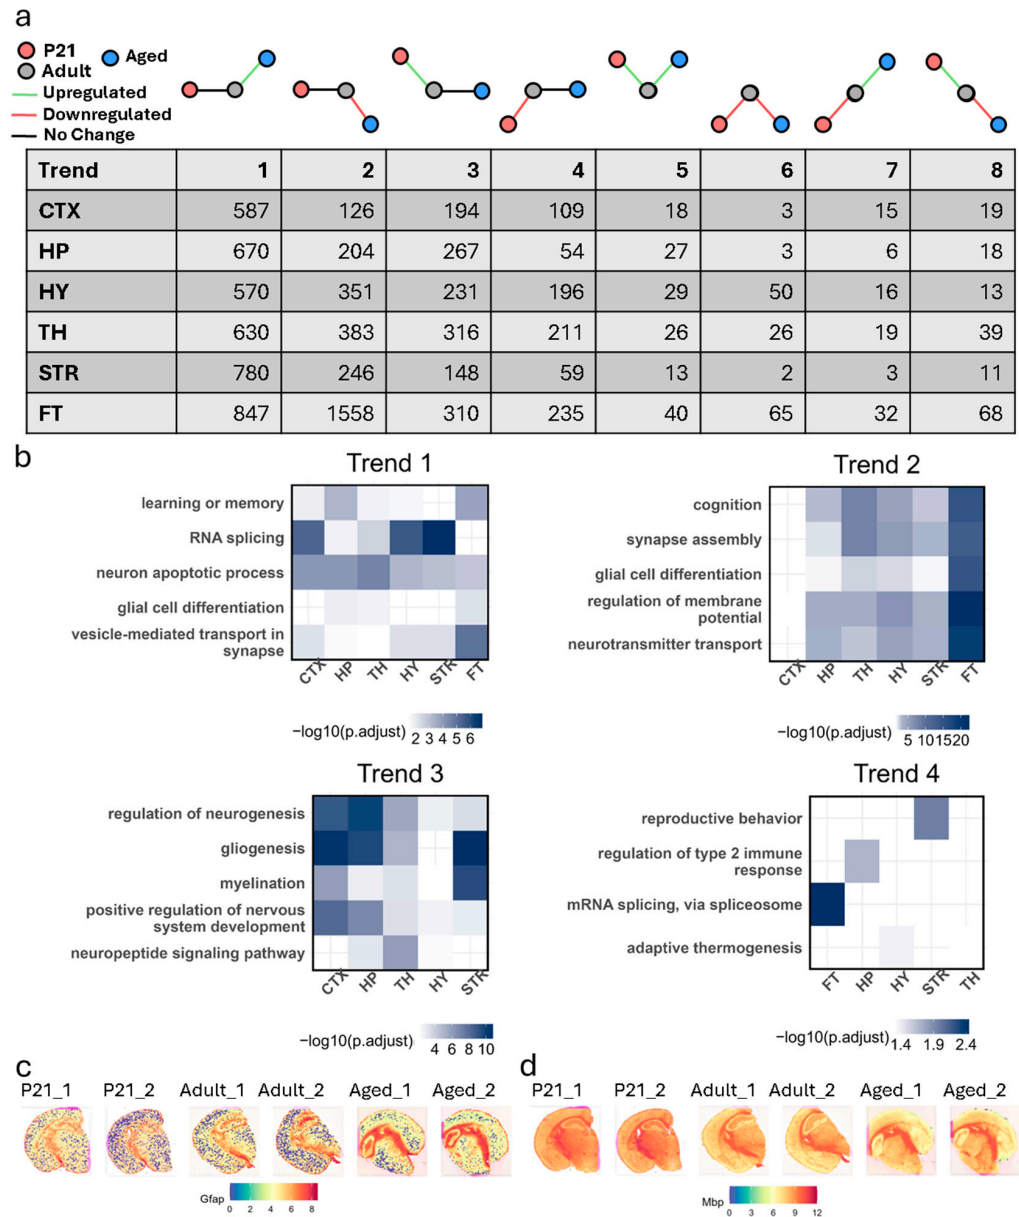 a
P21
Aged
Adult
Upregulated
Downregulated
No Change
Trend 1 2 3 4 5 6 7 8
CTX 587 126 194 109 18 3 15 19
HP 670 204 267 54 27 3 6 18
HY 570 351 231 196 29 50 16 13
TH 630 383 316 211 26 26 19 39
STR 780 246 148 59 13 2 3 11
FT 847 1558 310 235 40 65 32 68
b
Trend 1
learning or memory
RNA splicing
neuron apoptotic process
glial cell differentiation
vesicle-mediated transport in
synapse
CTX HP TH HY STR FT
−log10(p.adjust)
2 3 4 5 6
Trend 2
cognition
synapse assembly
glial cell differentiation
regulation of membrane
potential
neurotransmitter transport
CTX HP TH HY STR FT
−log10(p.adjust)
5 10 15 20
Trend 3
regulation of neurogenesis
gliogenesis
myelination
positive regulation of nervous
system development
neuropeptide signaling pathway
CTX HP TH HY STR
−log10(p.adjust)
4 6 8 10
Trend 4
reproductive behavior
regulation of type 2 immune
response
mRNA splicing, via spliceosome
adaptive thermogenesis
FT HP HY STR TH
−log10(p.adjust)
1.4 1.9 2.4
c
P21_1 P21_2 Adult_1 Adult_2 Aged_1 Aged_2
Gfap
0 2 4 6 8
d
P21_1 P21_2 Adult_1 Adult_2 Aged_1 Aged_2
Mbp
0 3 6 9 12